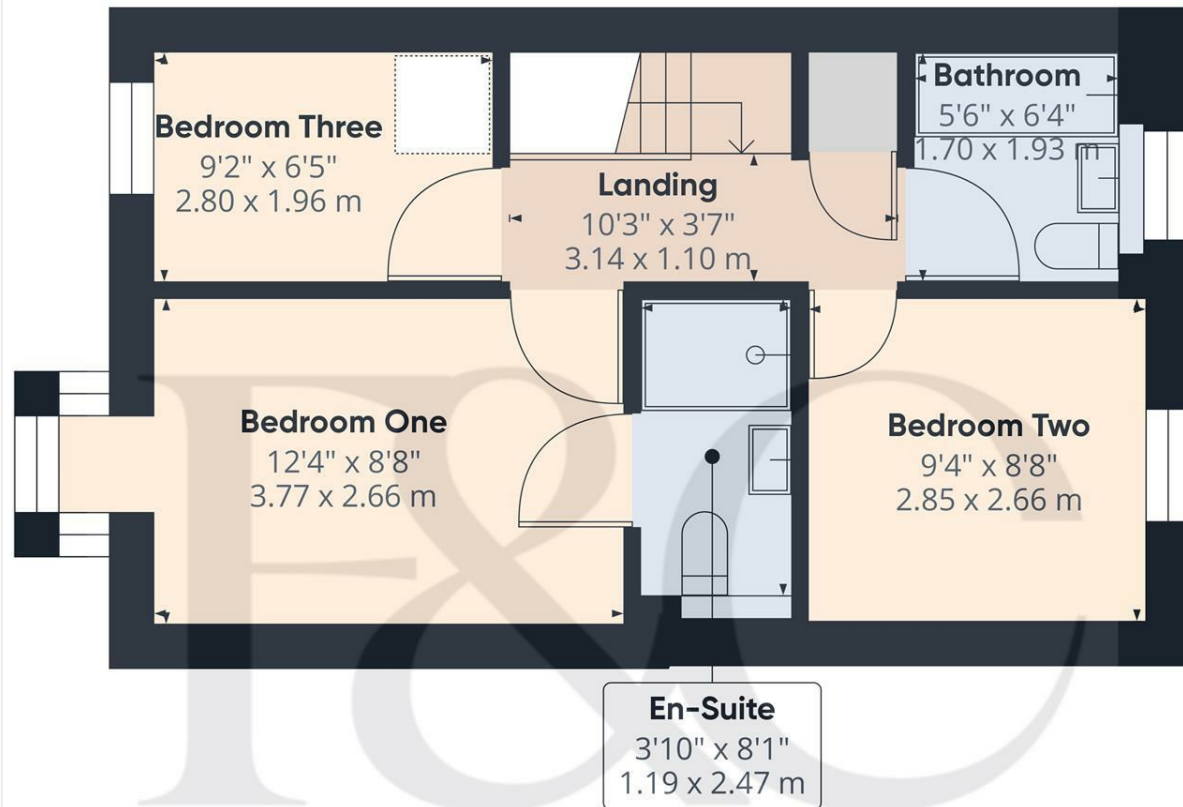 Bedroom Three
9'2" x 6'5"
2.80 x 1.96 m
Landing
10'3" x 3'7"
3.14 x 1.10 m
Bathroom
5'6" x 6'4"
1.70 x 1.93 m
Bedroom One
12'4" x 8'8"
3.77 x 2.66 m
Bedroom Two
9'4" x 8'8"
2.85 x 2.66 m
En-Suite
3'10" x 8'1"
1.19 x 2.47 m
F&C